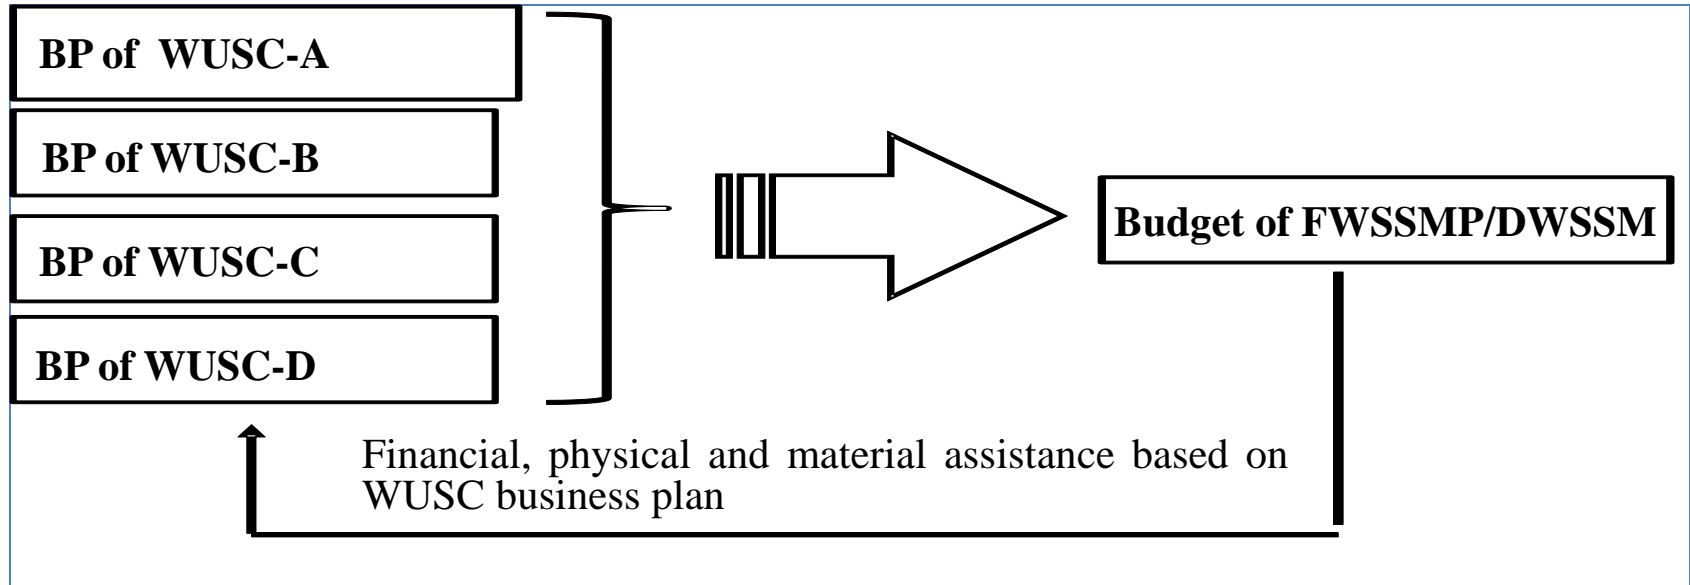 BP of WUSC-A
BP of WUSC-B
BP of WUSC-C
BP of WUSC-D
Budget of FWSSMP/DWSSM
Financial, physical and material assistance based on
WUSC business plan